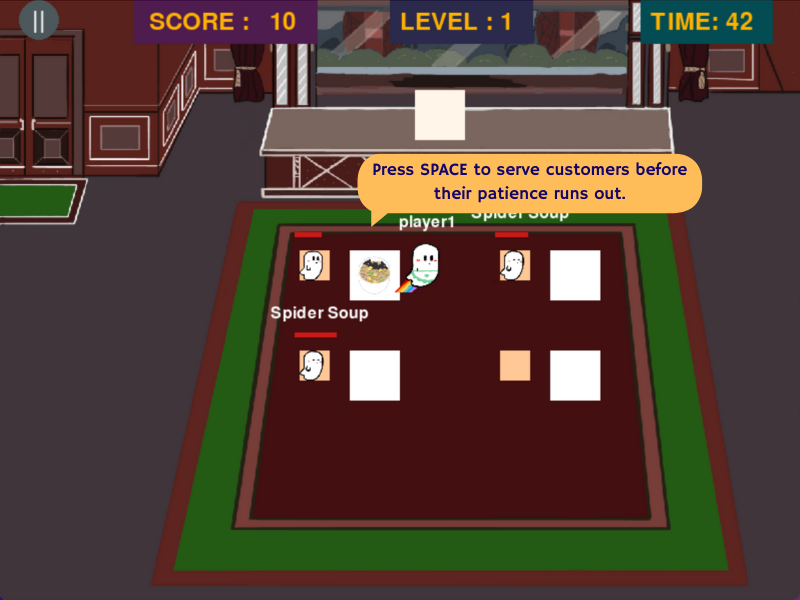 SCORE : 10
LEVEL : 1
TIME: 42
Press SPACE to serve customers before
their patience runs out.
player1
Spider Soup
Spider Soup